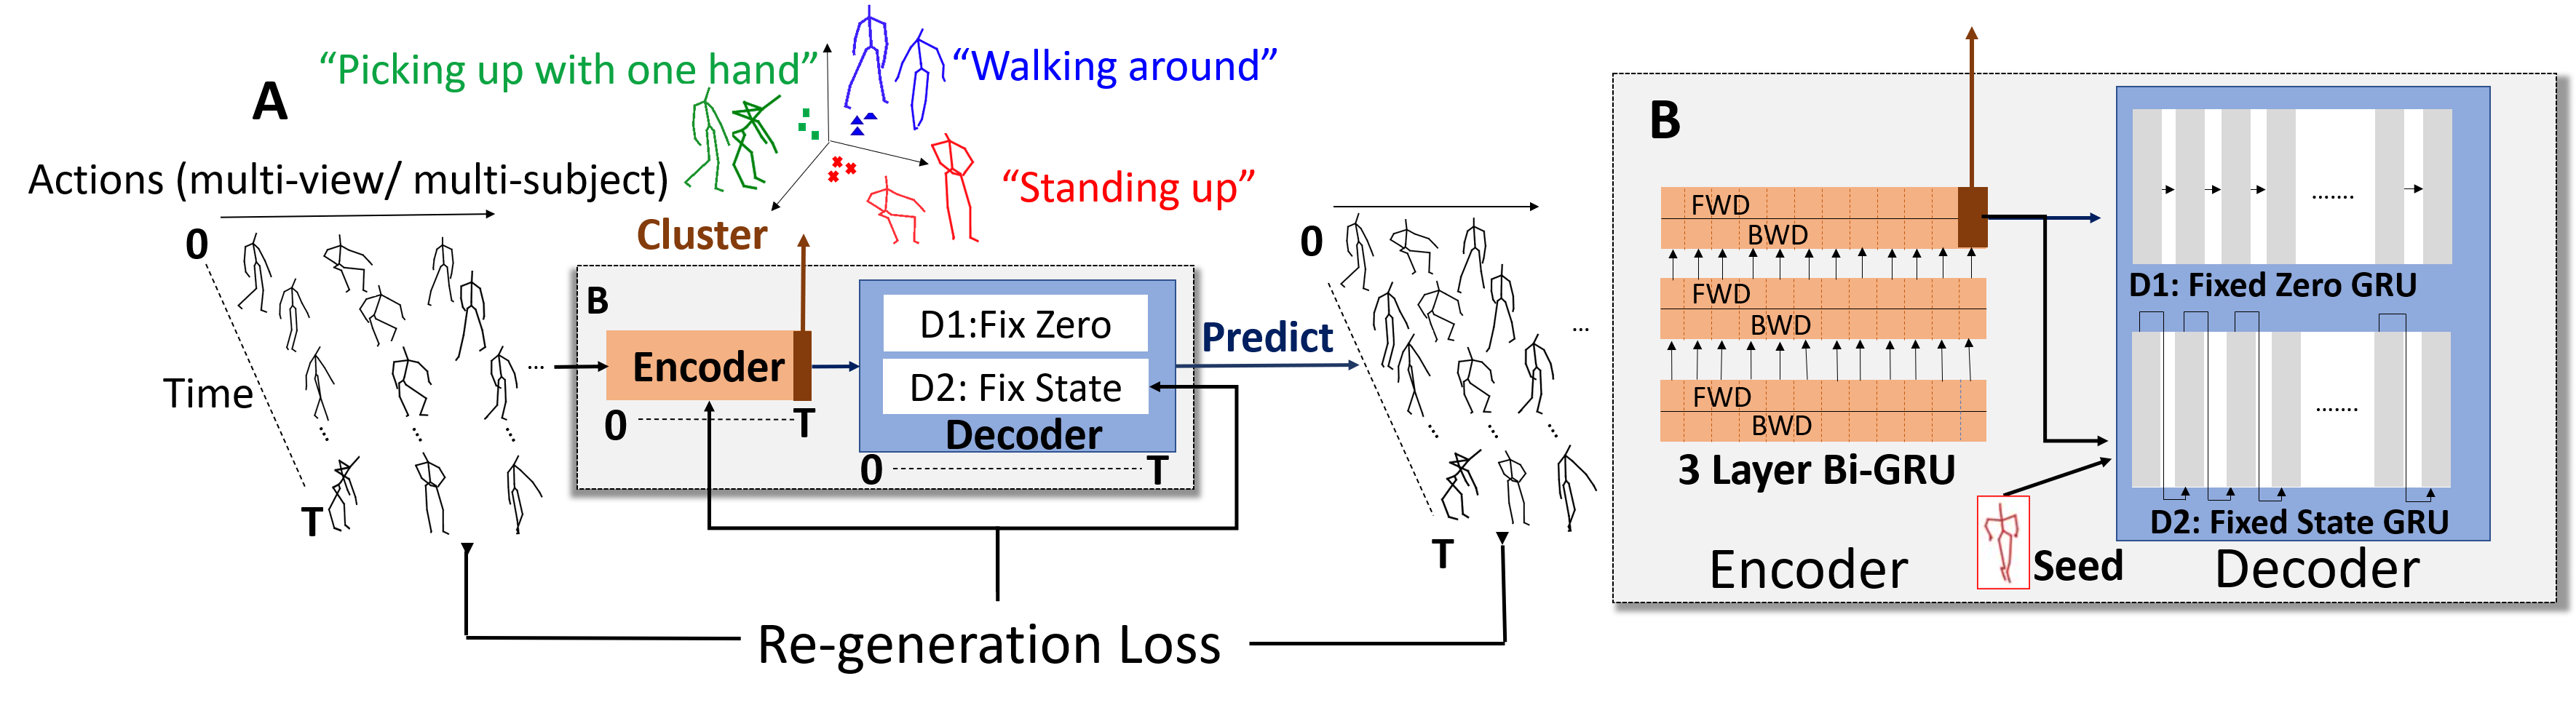 A
“Picking up with one hand”
“Walking around”
“Standing up”
Actions (multi-view/ multi-subject)
Cluster
0
Time
T
...
B
Encoder
0
T
D1:Fix Zero
D2: Fix State
Decoder
0
T
Predict
0
...
T
Re-generation Loss
B
FWD
BWD
FWD
BWD
FWD
BWD
3 Layer Bi-GRU
Encoder
Seed
.......
D1: Fixed Zero GRU
.......
D2: Fixed State GRU
Decoder